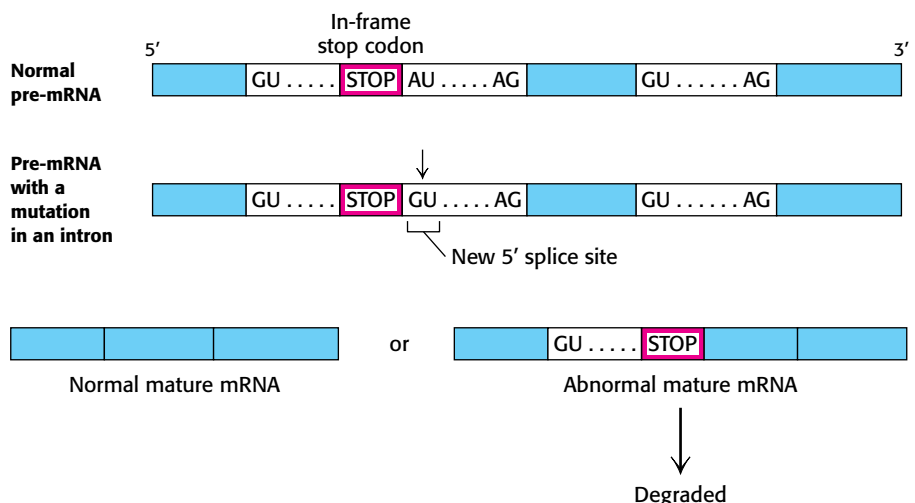 In-frame
stop codon
5′ 3′
Normal
pre-mRNA
GU ..... STOP AU ..... AG GU ...... AG
Pre-mRNA
with a
mutation
in an intron
GU ..... STOP GU ..... AG GU ...... AG
New 5′ splice site
or
GU ..... STOP
Normal mature mRNA
Abnormal mature mRNA
Degraded